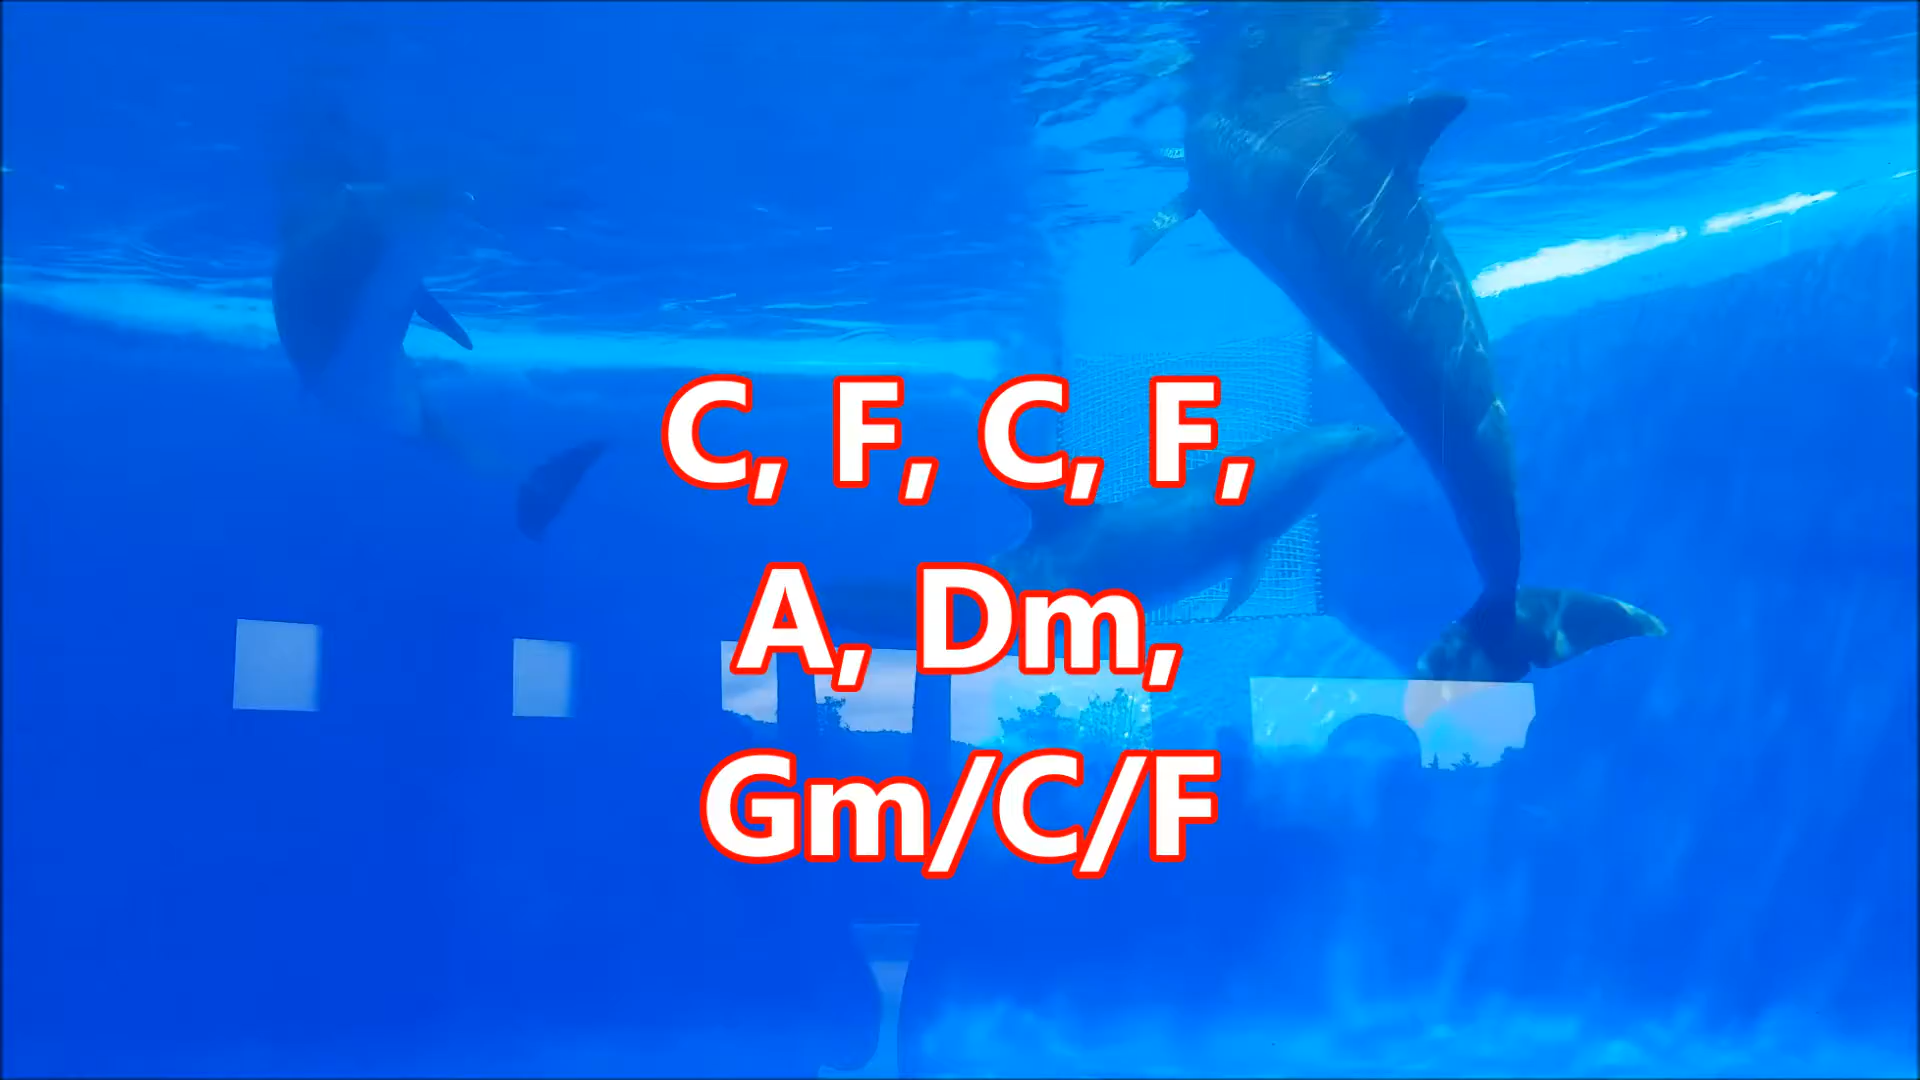 C, F, C, F,
A, Dm,
Gm/C/F